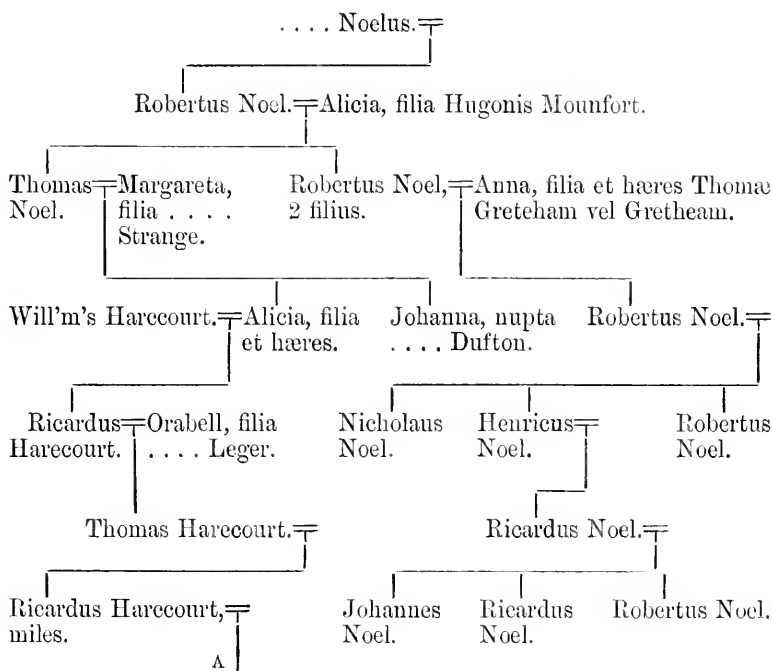 . . . . Noelus.
Robertus Noel. Alicia, filia Hugonis Mounfort.
Thomas Noel.
Margareta, filia . . . . Strange.
Robertus Noel, 2 filius.
Anna, filia et hæres Thomæ Greteham vel Gretheam.
Will'm's Harecourt.
Alicia, filia et hæres.
Johanna, nupta . . . . Dufton.
Robertus Noel.
Ricardus Harecourt.
Orabell, filia . . . . Leger.
Nicholaus Noel.
Henricus Noel.
Robertus Noel.
Thomas Harecourt.
Ricardus Noel.
Ricardus Harecourt, miles.
Johannes Noel.
Ricardus Noel.
Robertus Noel.
A